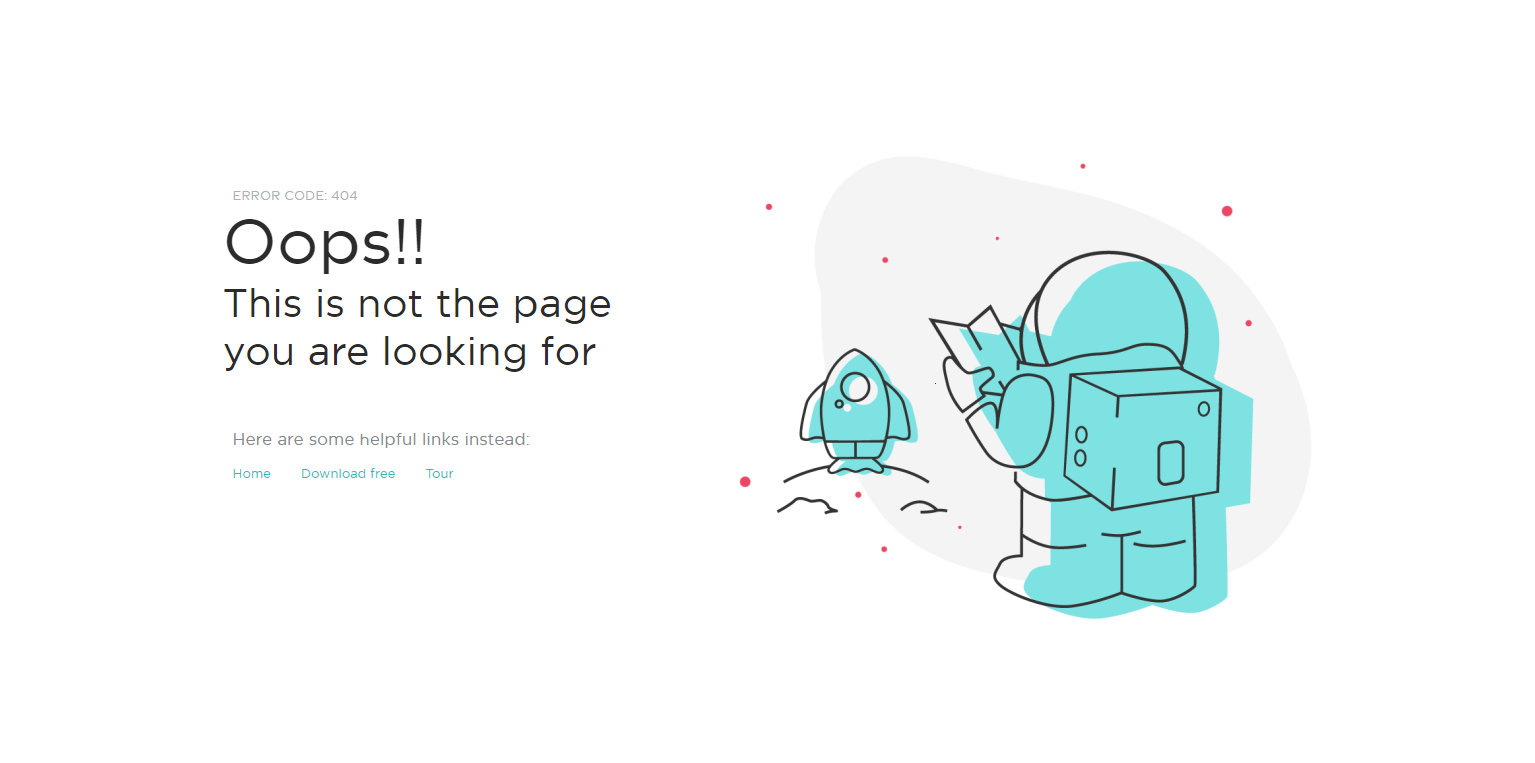 ERROR CODE: 404
Oops!!
This is not the page
you are looking for
Here are some helpful links instead:
Home Download free Tour